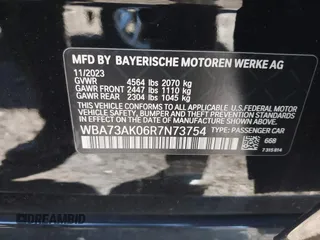 MFD BY BAYERISCHE MOTOREN WERKE AG
11/2023
GVWR 4564 lbs 2070 kg
GAWR FRONT 2447 lbs 1110 kg
GAWR REAR 2304 lbs 1045 kg
THIS VEHICLE CONFORMS TO ALL APPLICABLE U.S. FEDERAL
MOTOR VEHICLE SAFETY, BUMPER AND THEFT PREVENTION
STANDARDS IN EFFECT ON THE DATE OF MANUFACTURE
SHOWN ABOVE.
WBA73AK06R7N73754 TYPE: PASSENGER CAR
668
© DREAMBID